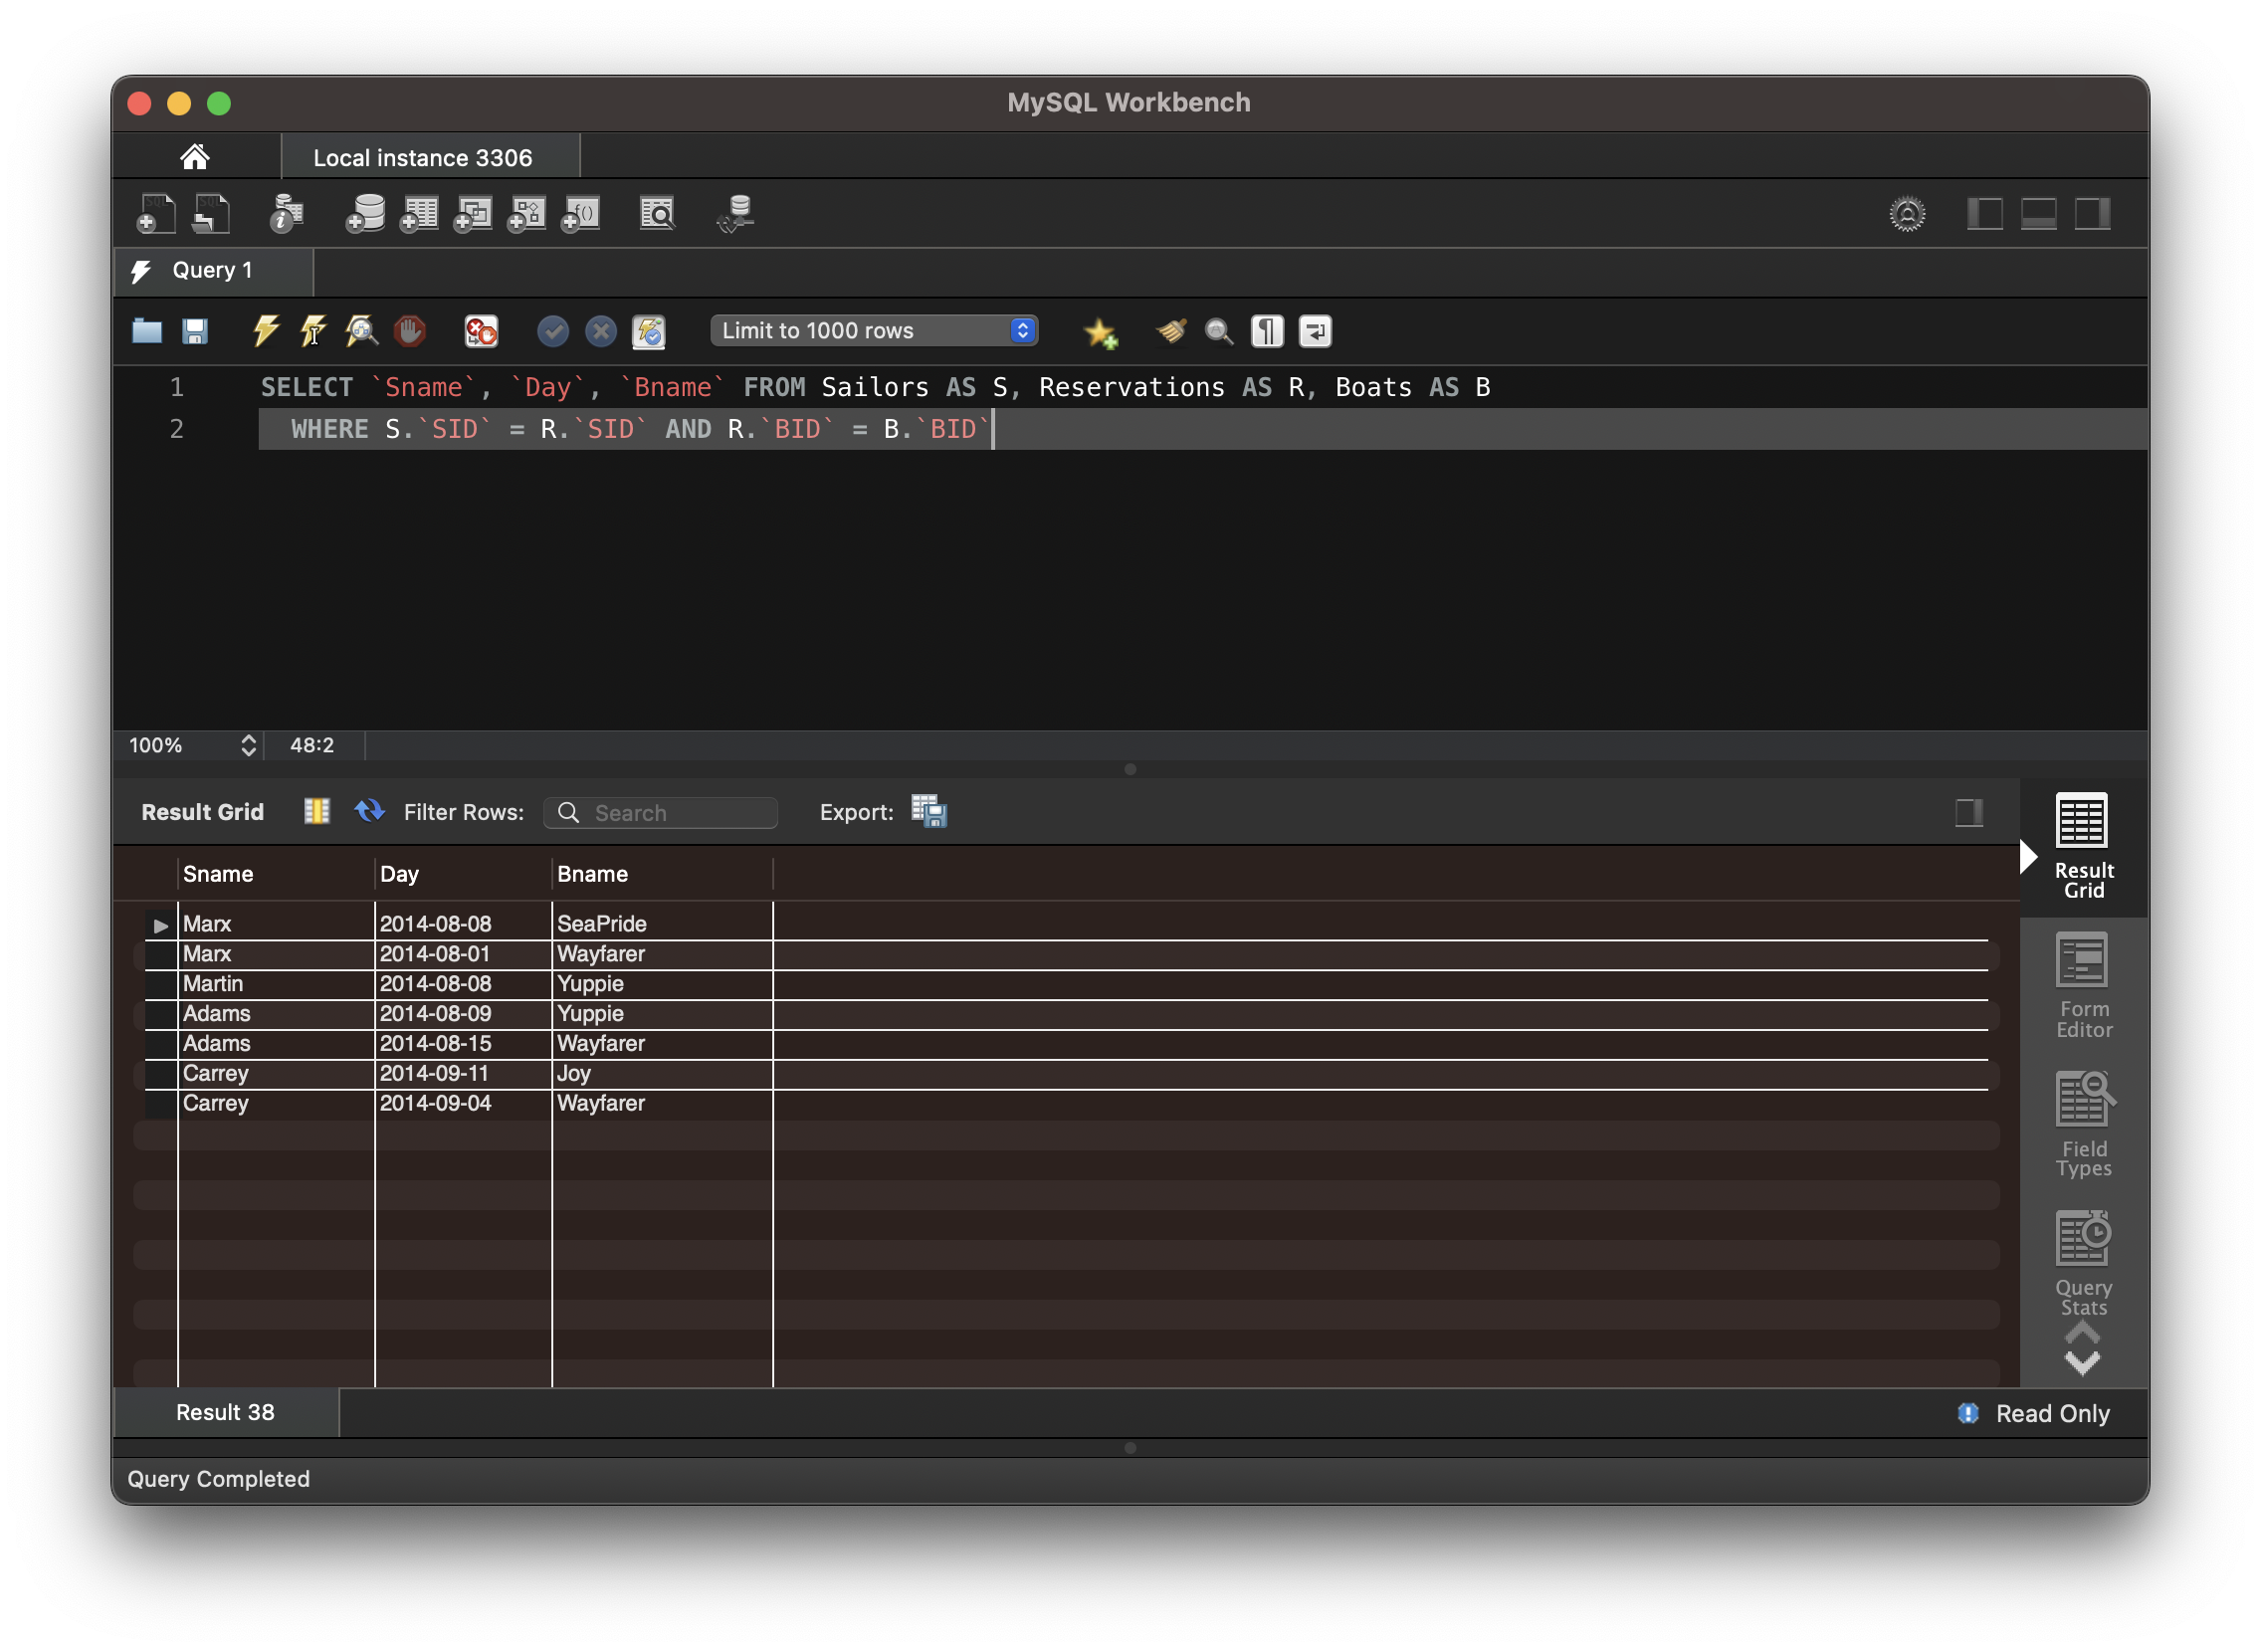 MySQL Workbench
Local instance 3306
Query 1
Limit to 1000 rows
1 SELECT `Sname`, `Day`, `Bname` FROM Sailors AS S, Reservations AS R, Boats AS B
2 WHERE S.`SID` = R.`SID` AND R.`BID` = B.`BID`
100% 48:2
Result Grid Filter Rows: Search Export:
Sname Day Bname
Marx 2014-08-08 SeaPride
Marx 2014-08-01 Wayfarer
Martin 2014-08-08 Yuppie
Adams 2014-08-09 Yuppie
Adams 2014-08-15 Wayfarer
Carrey 2014-09-11 Joy
Carrey 2014-09-04 Wayfarer
Result
Grid
Form
Editor
Field
Types
Query
Stats
Result 38
Read Only
Query Completed